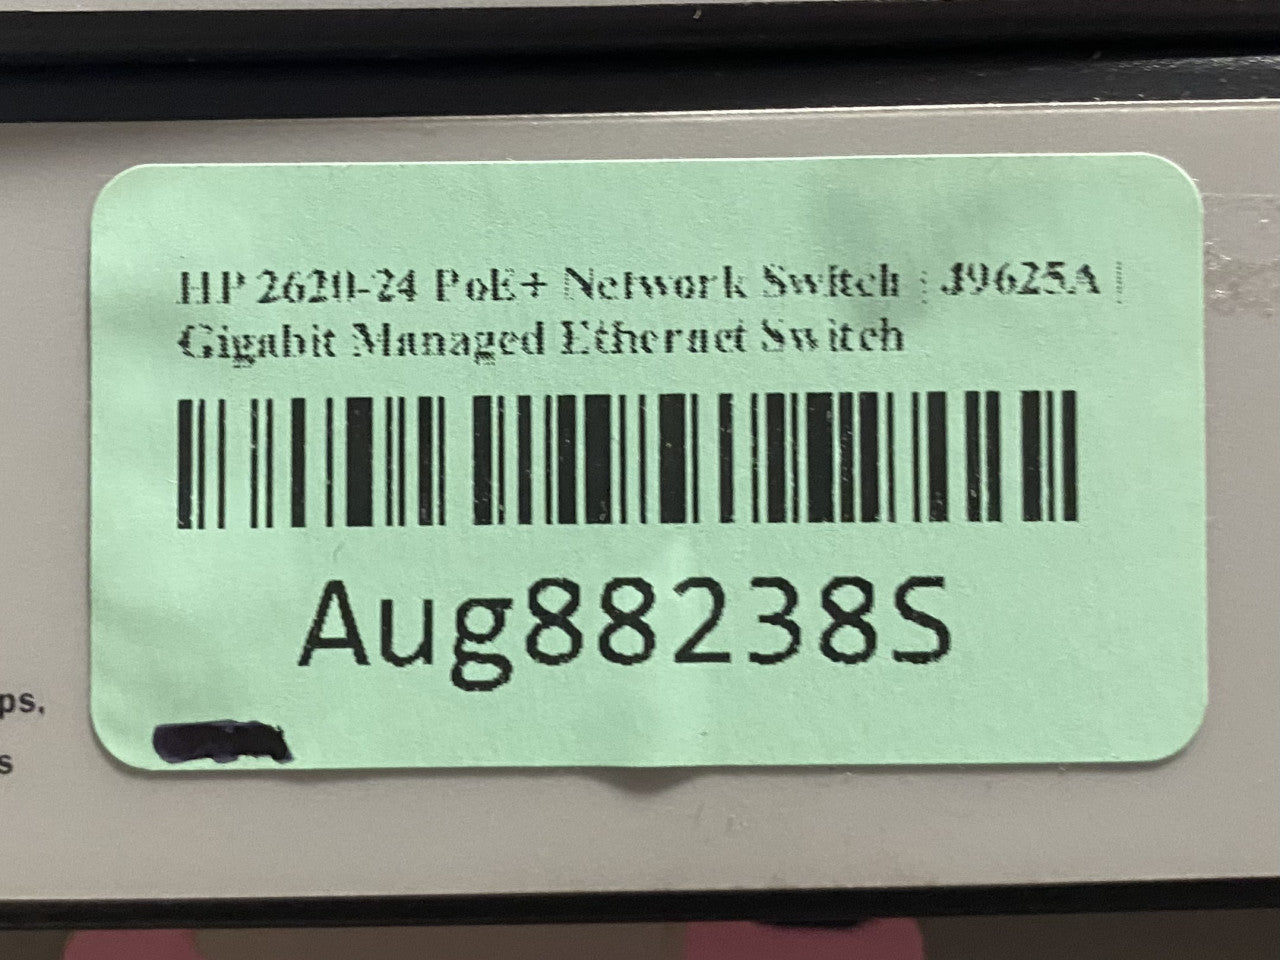 HP 2620-24 PoE+ Network Switch | J9625A |
Gigabit Managed Ethernet Switch
Aug88238S
ps.
s